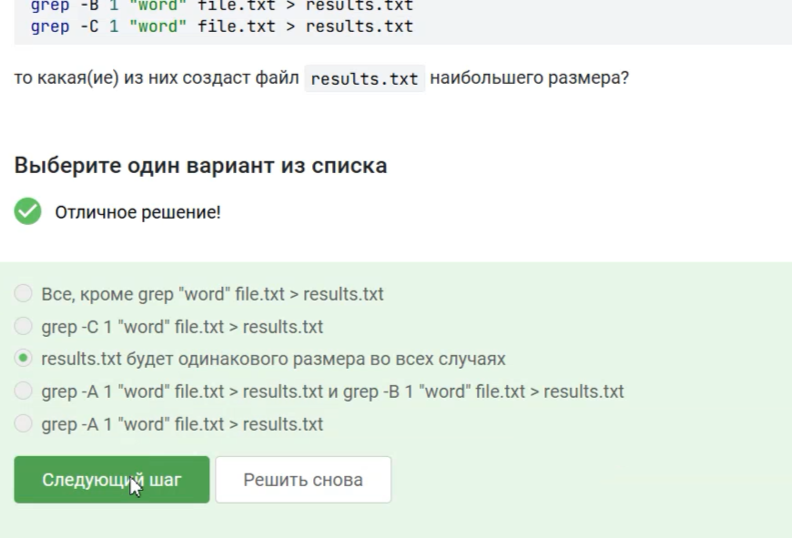 grep -B 1 "word" file.txt > results.txt
grep -C 1 "word" file.txt > results.txt
то какая(ие) из них создаст файл results.txt наибольшего размера?
Выберите один вариант из списка
Отличное решение!
Все, кроме grep "word" file.txt > results.txt
grep -C 1 "word" file.txt > results.txt
results.txt будет одинакового размера во всех случаях
grep -A 1 "word" file.txt > results.txt и grep -B 1 "word" file.txt > results.txt
grep -A 1 "word" file.txt > results.txt
Следующий шаг
Решить снова